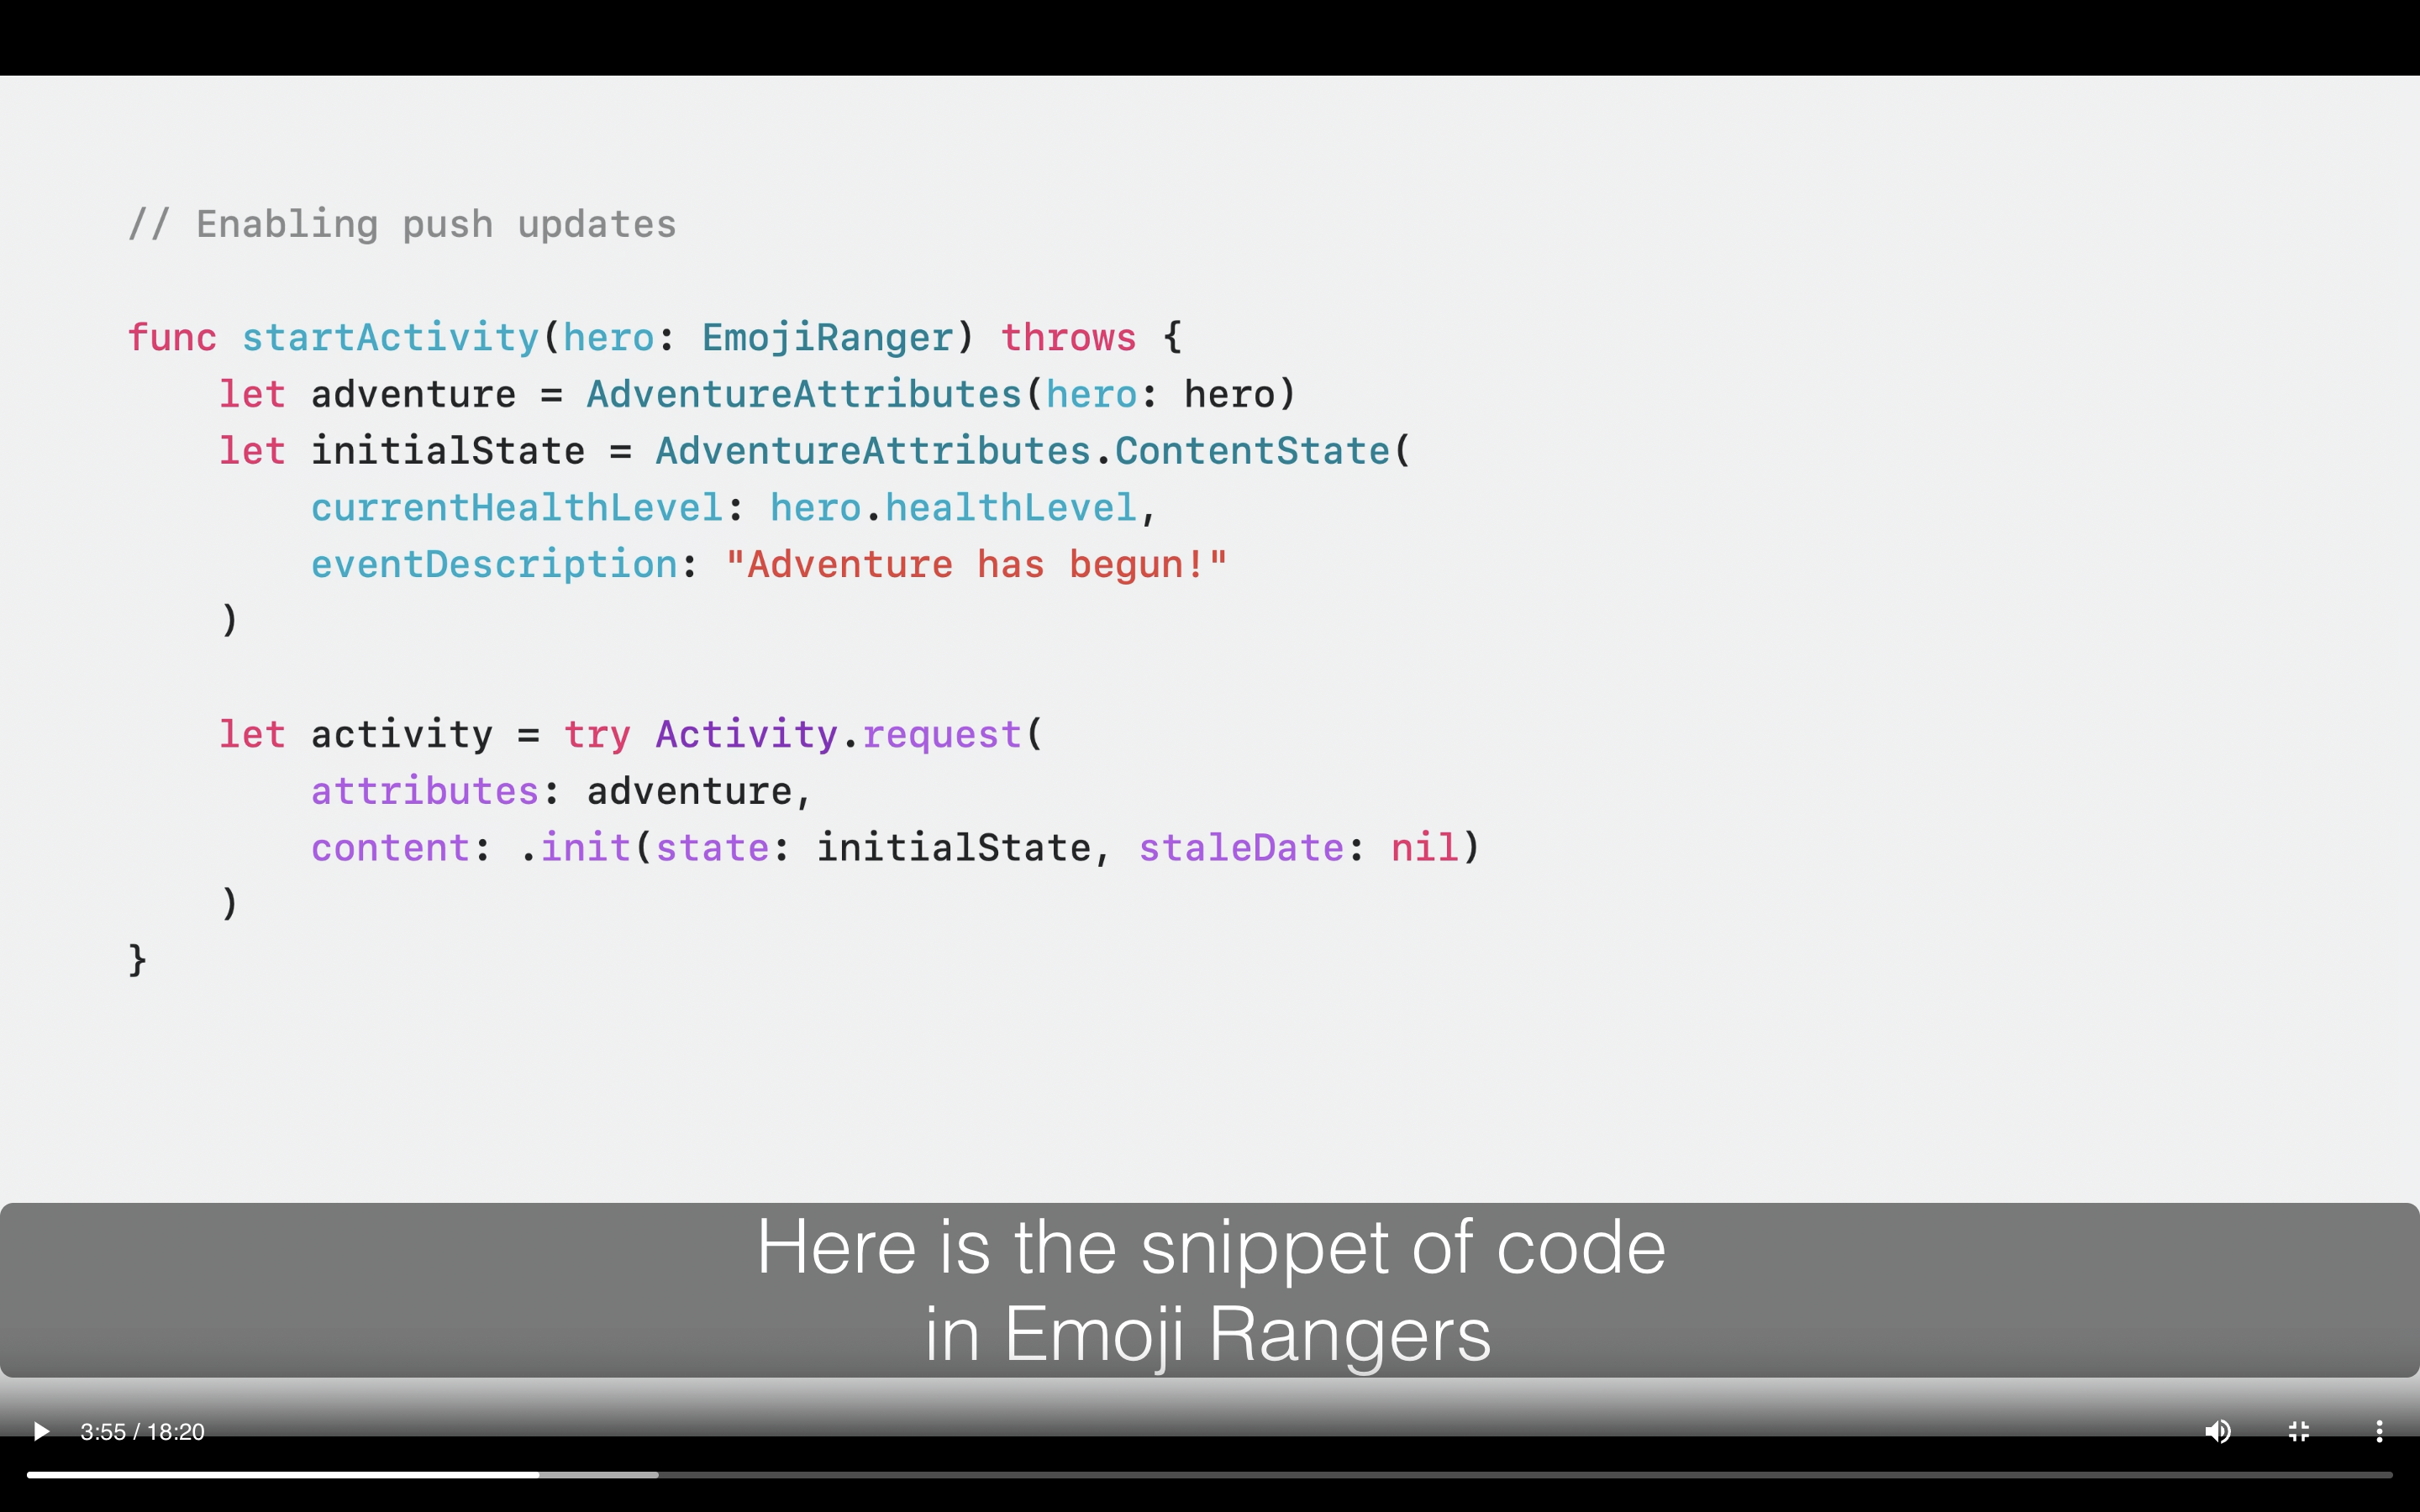 // Enabling push updates
func startActivity(hero: EmojiRanger) throws {
    let adventure = AdventureAttributes(hero: hero)
    let initialState = AdventureAttributes.ContentState(
        currentHealthLevel: hero.healthLevel,
        eventDescription: "Adventure has begun!"
    )
    let activity = try Activity.request(
        attributes: adventure,
        content: .init(state: initialState, staleDate: nil)
    )
}
Here is the snippet of code
in Emoji Rangers
3:55 / 18:20